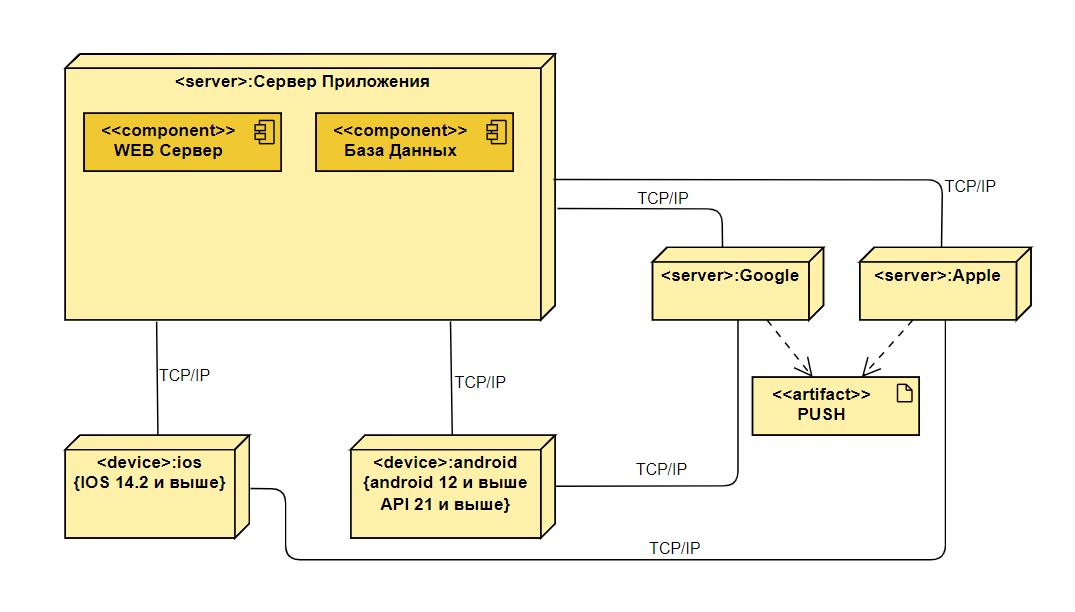 <server>:Сервер Приложения
<<component>>
WEB Сервер
<<component>>
База Данных
TCP/IP
TCP/IP
<server>:Google
<server>:Apple
TCP/IP
TCP/IP
<<artifact>>
PUSH
<device>:ios
{IOS 14.2 и выше}
<device>:android
{android 12 и выше
API 21 и выше}
TCP/IP
TCP/IP